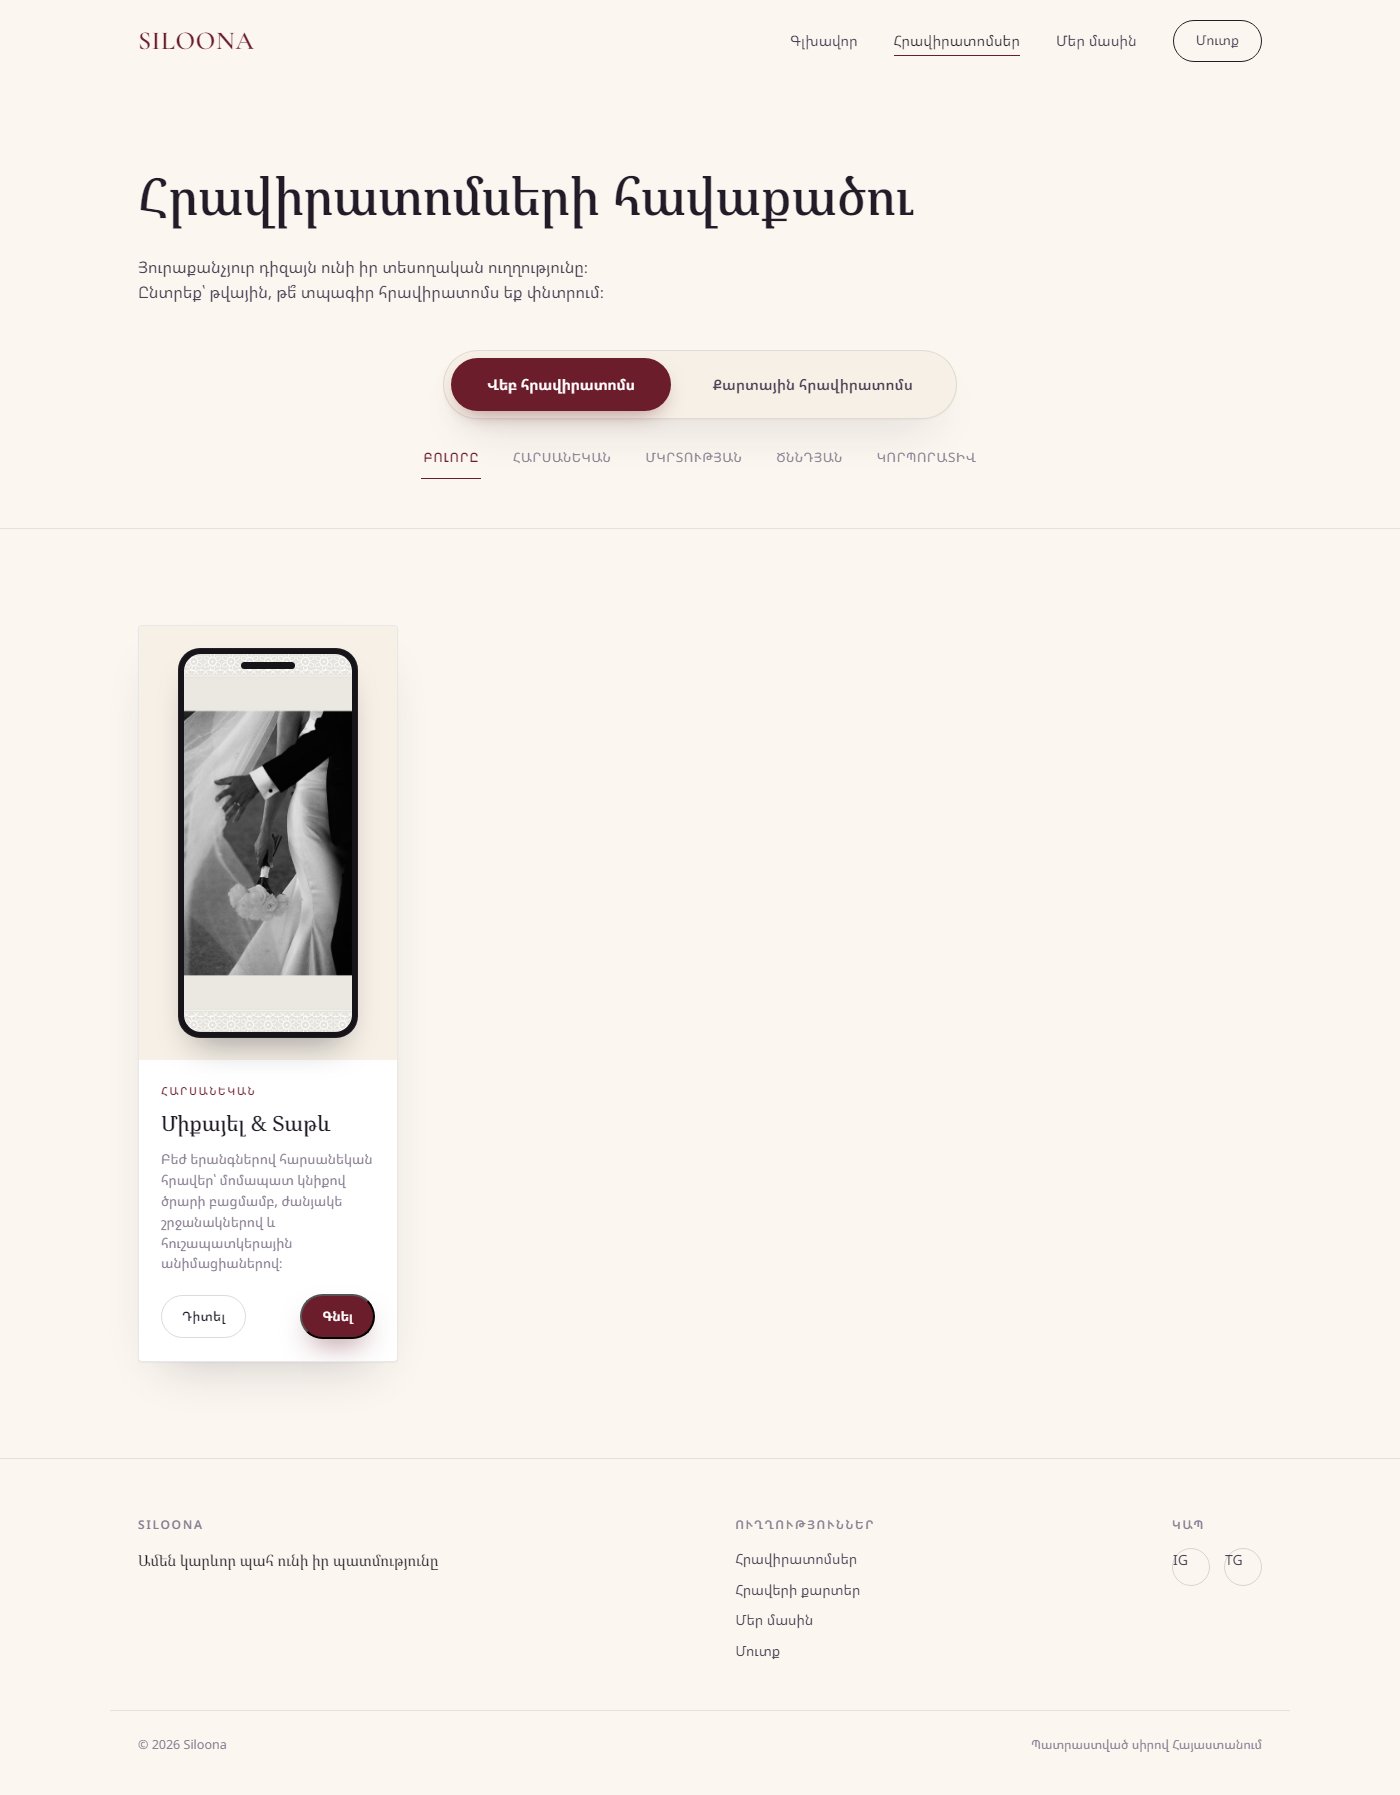 SILOONA
Գլխավոր
Հրավիրատոմսեր
Մեր մասին
Մուտք
Հրավիրատոմսերի հավաքածու
Յուրաքանչյուր դիզայն ունի իր տեսողական ուղղությունը։
Ընտրեք՝ թվային, թե՞ տպագիր հրավիրատոմս եք փնտրում։
Վեբ հրավիրատոմս
Քարտային հրավիրատոմս
ԲՈԼՈՐԸ
ՀԱՐՍԱՆԵԿԱՆ
ՄԿՐՏՈՒԹՅԱՆ
ԾՆՆԴՅԱՆ
ԿՈՐՊՈՐԱՏԻՎ
ՀԱՐՍԱՆԵԿԱՆ
Միքայել & Տաթև
Բեժ երանգներով հարսանեկան
հրավեր՝ մոմապատ կնիքով
ծրարի բացմամբ, ժանյակե
շրջանակներով և
հուշապատկերային
անիմացիաներով։
Դիտել
Գնել
SILOONA
Ամեն կարևոր պահ ունի իր պատմությունը
ՈՒՂՂՈՒԹՅՈՒՆՆԵՐ
Հրավիրատոմսեր
Հրավերի քարտեր
Մեր մասին
Մուտք
ԿԱՊ
IG
TG
© 2026 Siloona
Պատրաստված սիրով Հայաստանում